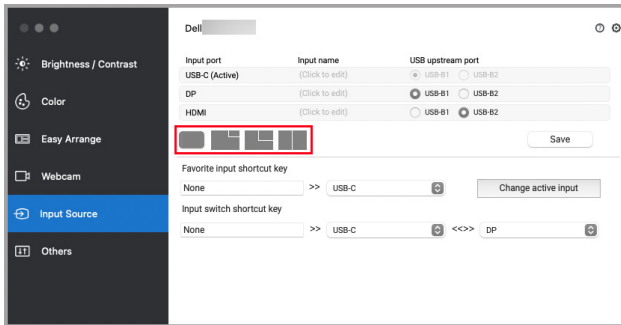 Dell
Input port Input name USB upstream port
Brightness / Contrast
USB-C (Active) (Click to edit) USB-B1 USB-B2
DP (Click to edit) USB-B1 USB-B2
Color
HDMI (Click to edit) USB-B1 USB-B2
Easy Arrange
Save
Favorite input shortcut key
Webcam
None >> USB-C Change active input
Input Source
Input switch shortcut key
None >> USB-C <<>> DP
Others